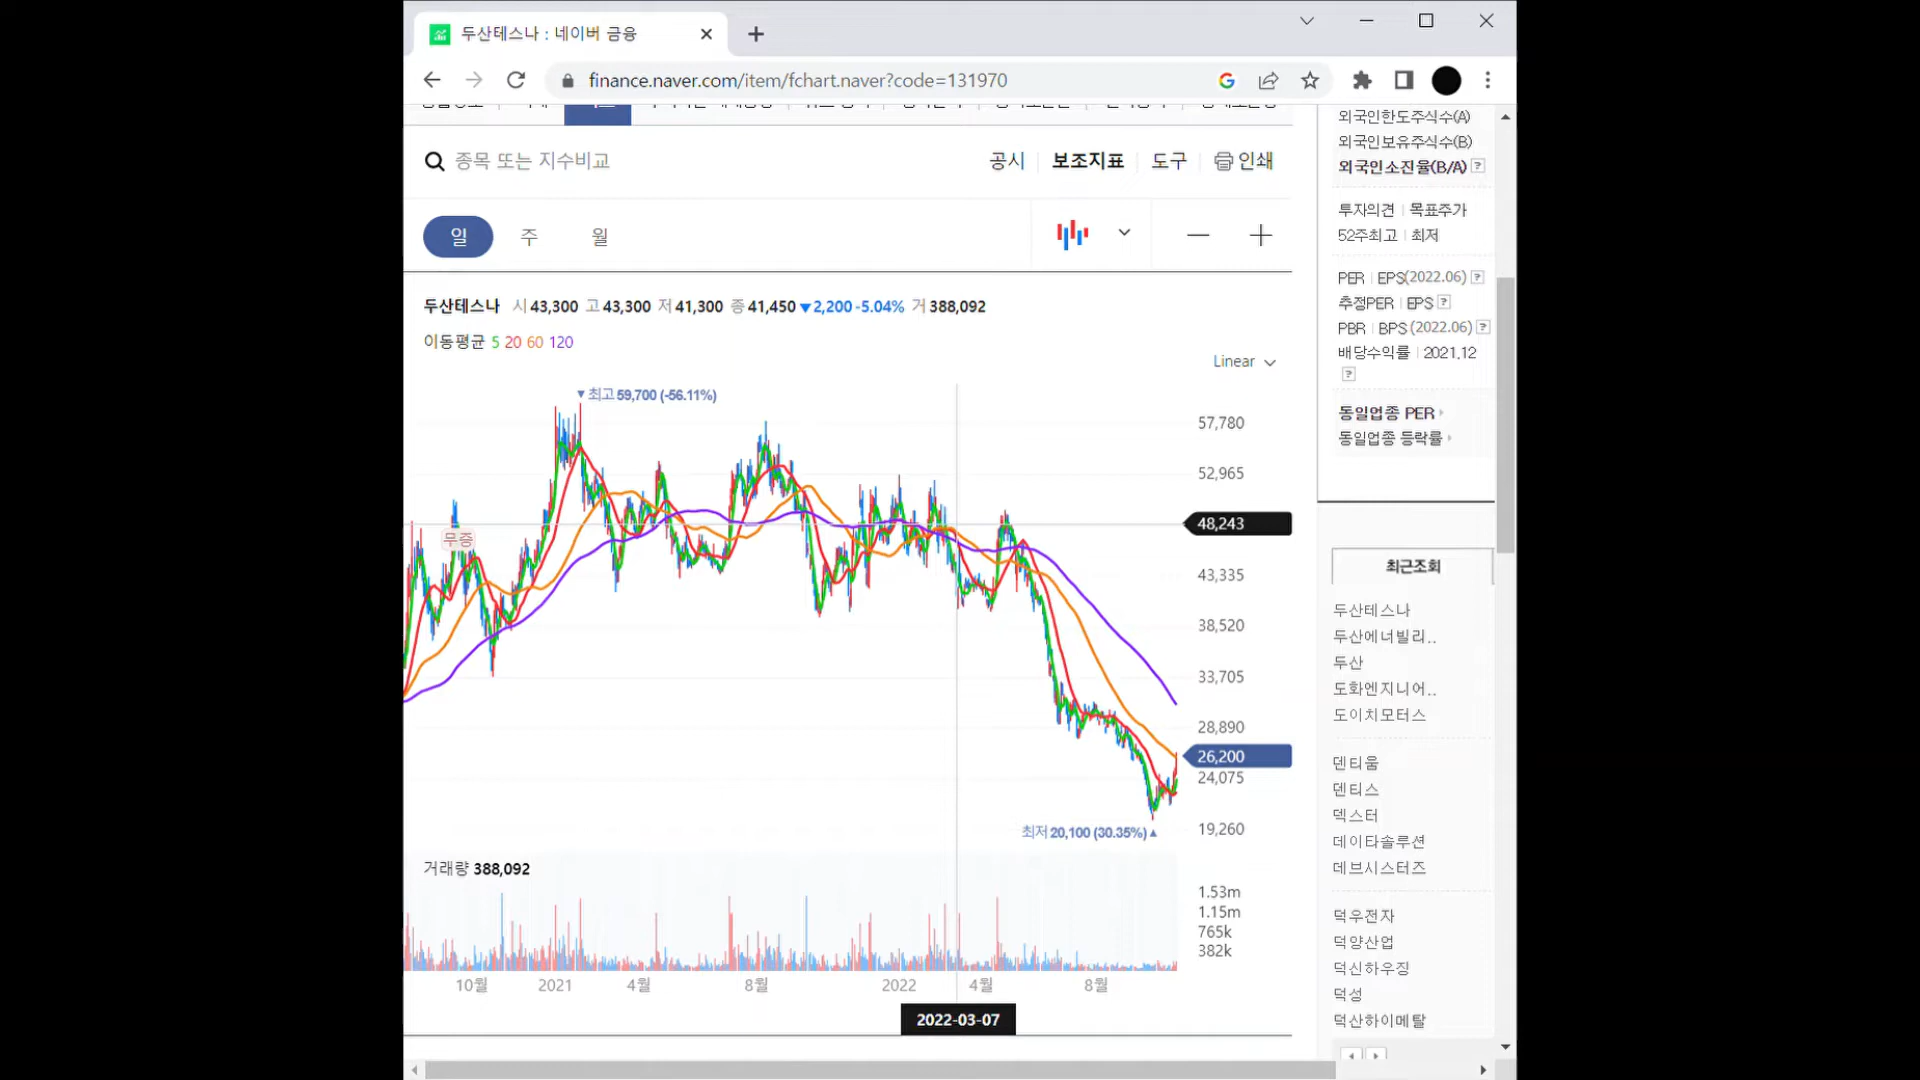 두산테스나 : 네이버 금융
finance.naver.com/item/fchart.naver?code=131970
종목 또는 지수비교
공시 보조지표 도구 인쇄
일 주 월
두산테스나 시 43,300 고 43,300 저 41,300 종 41,450 ▼2,200 -5.04% 거 388,092
이동평균 5 20 60 120
Linear
▼최고 59,700 (-56.11%)
무증
57,780
52,965
48,243
43,335
38,520
33,705
28,890
26,200
24,075
19,260
최저 20,100 (30.35%)▲
거래량 388,092
1.53m
1.15m
765k
382k
10월 2021 4월 8월 2022 4월 8월
2022-03-07
외국인한도주식수(A)
외국인보유주식수(B)
외국인소진율(B/A) ?
투자의견 | 목표주가
52주최고 | 최저
PER | EPS(2022.06) ?
추정PER | EPS ?
PBR | BPS (2022.06) ?
배당수익률 | 2021.12
?
동일업종 PER
동일업종 등락률
최근조회
두산테스나
두산에너빌리..
두산
도화엔지니어..
도이치모터스
덴티움
덴티스
덱스터
데이타솔루션
데브시스터즈
덕우전자
덕양산업
덕신하우징
덕성
덕산하이메탈